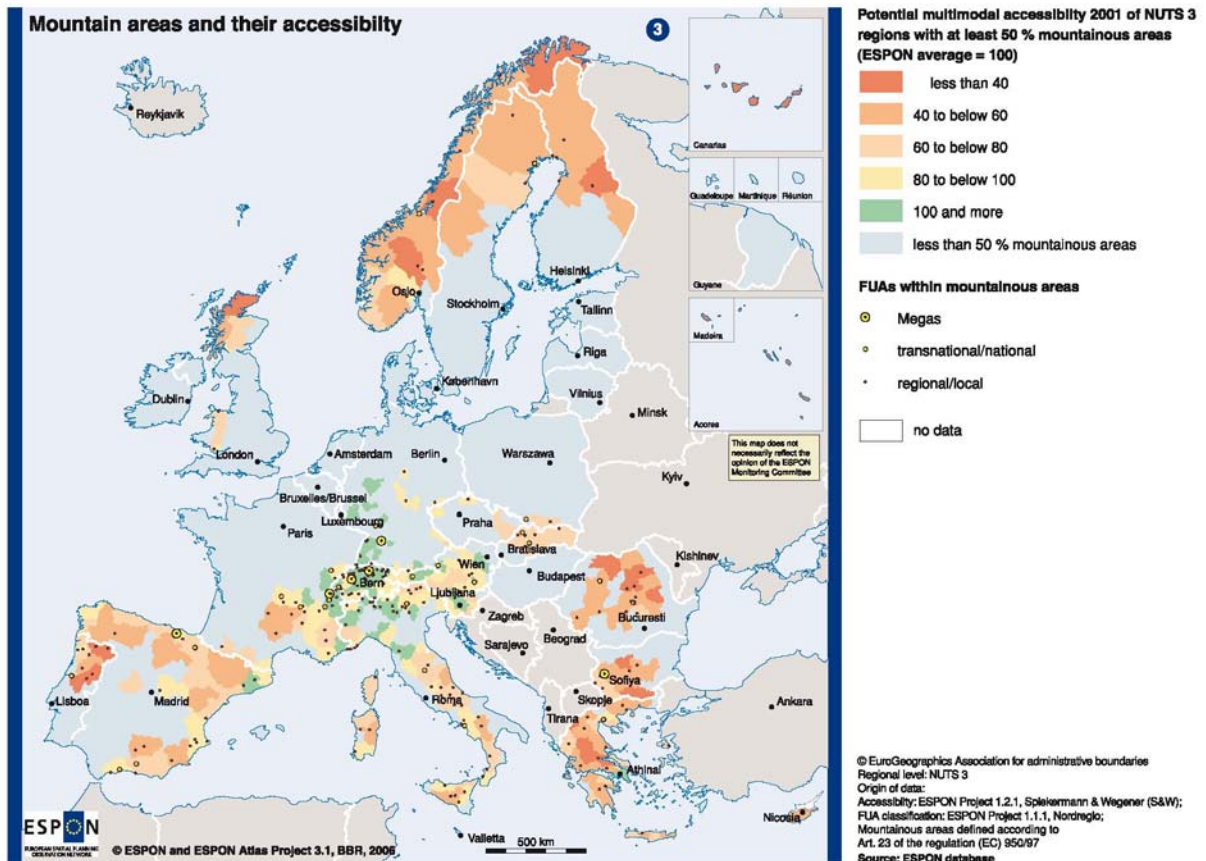 Mountain areas and their accessibilty
3
Reykjavik
Canarias
Guadeloupe
Martinique
Réunion
Guyane
Madeira
Acores
Oslo
Helsinki
Stockholm
Tallinn
Riga
København
Vilnius
Dublin
Minsk
London
Amsterdam
Berlin
Warszawa
This map does not
necessarily reflect the
opinion of the ESPON
Monitoring Committee
Bruxelles/Brussel
Kyiv
Luxembourg
Praha
Paris
Wien
Bratislava
Kishinev
Bern
Budapest
Ljubljana
Zagreb
Bucuresti
Beograd
Sarajevo
Sofiya
Lisboa
Madrid
Roma
Skopje
Tirana
Ankara
Athinai
Nicosia
Valletta
500 km
ESPON
EUROPEAN SPATIAL PLANNING
OBSERVATION NETWORK
© ESPON and ESPON Atlas Project 3.1, BBR, 2006
Potential multimodal accessiblity 2001 of NUTS 3
regions with at least 50 % mountainous areas
(ESPON average = 100)
less than 40
40 to below 60
60 to below 80
80 to below 100
100 and more
less than 50 % mountainous areas
FUAs within mountainous areas
Megas
transnational/national
regional/local
no data
© EuroGeographics Association for administrative boundaries
Regional level: NUTS 3
Origin of data:
Accessiblity: ESPON Project 1.2.1, Spiekermann & Wegener (S&W);
FUA classification: ESPON Project 1.1.1, Nordregio;
Mountainous areas defined according to
Art. 23 of the regulation (EC) 950/97
Source: ESPON database